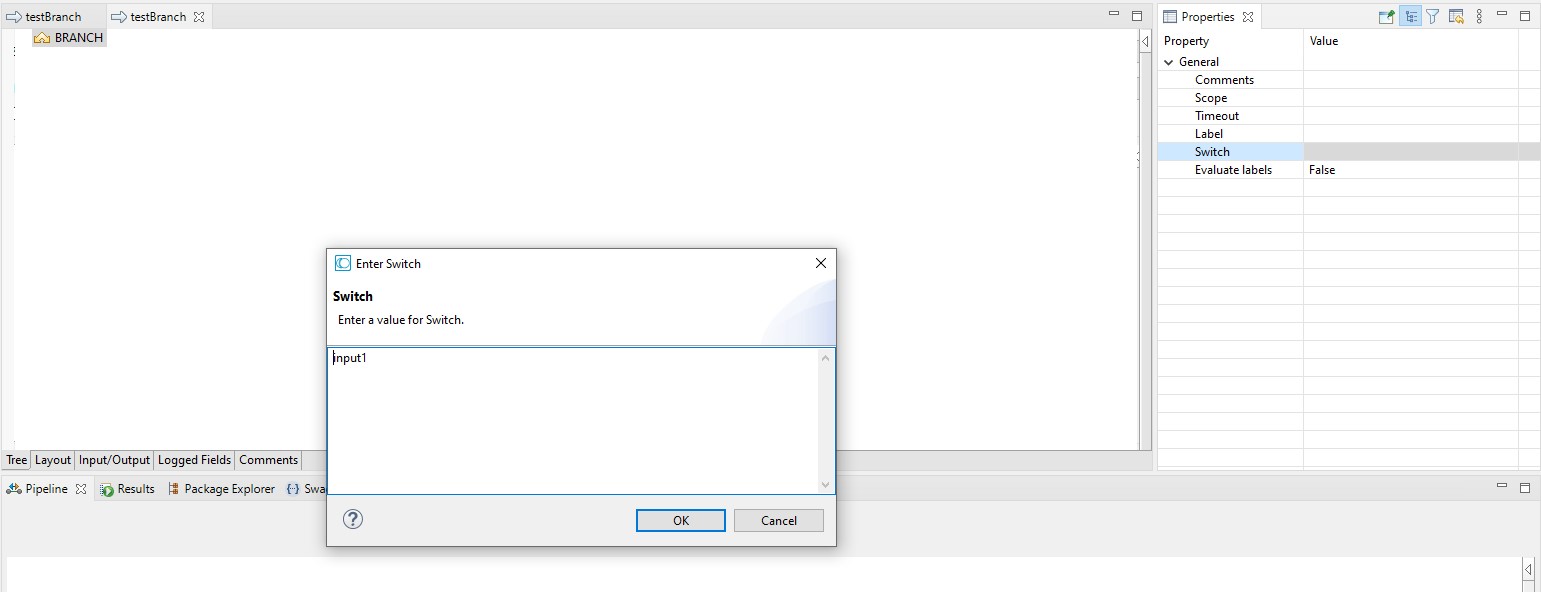 testBranch
testBranch
BRANCH
Properties
Property Value
General
Comments
Scope
Timeout
Label
Switch
Evaluate labels False
Enter Switch
Switch
Enter a value for Switch.
input1
OK Cancel
Tree Layout Input/Output Logged Fields Comments
Pipeline Results Package Explorer Swa